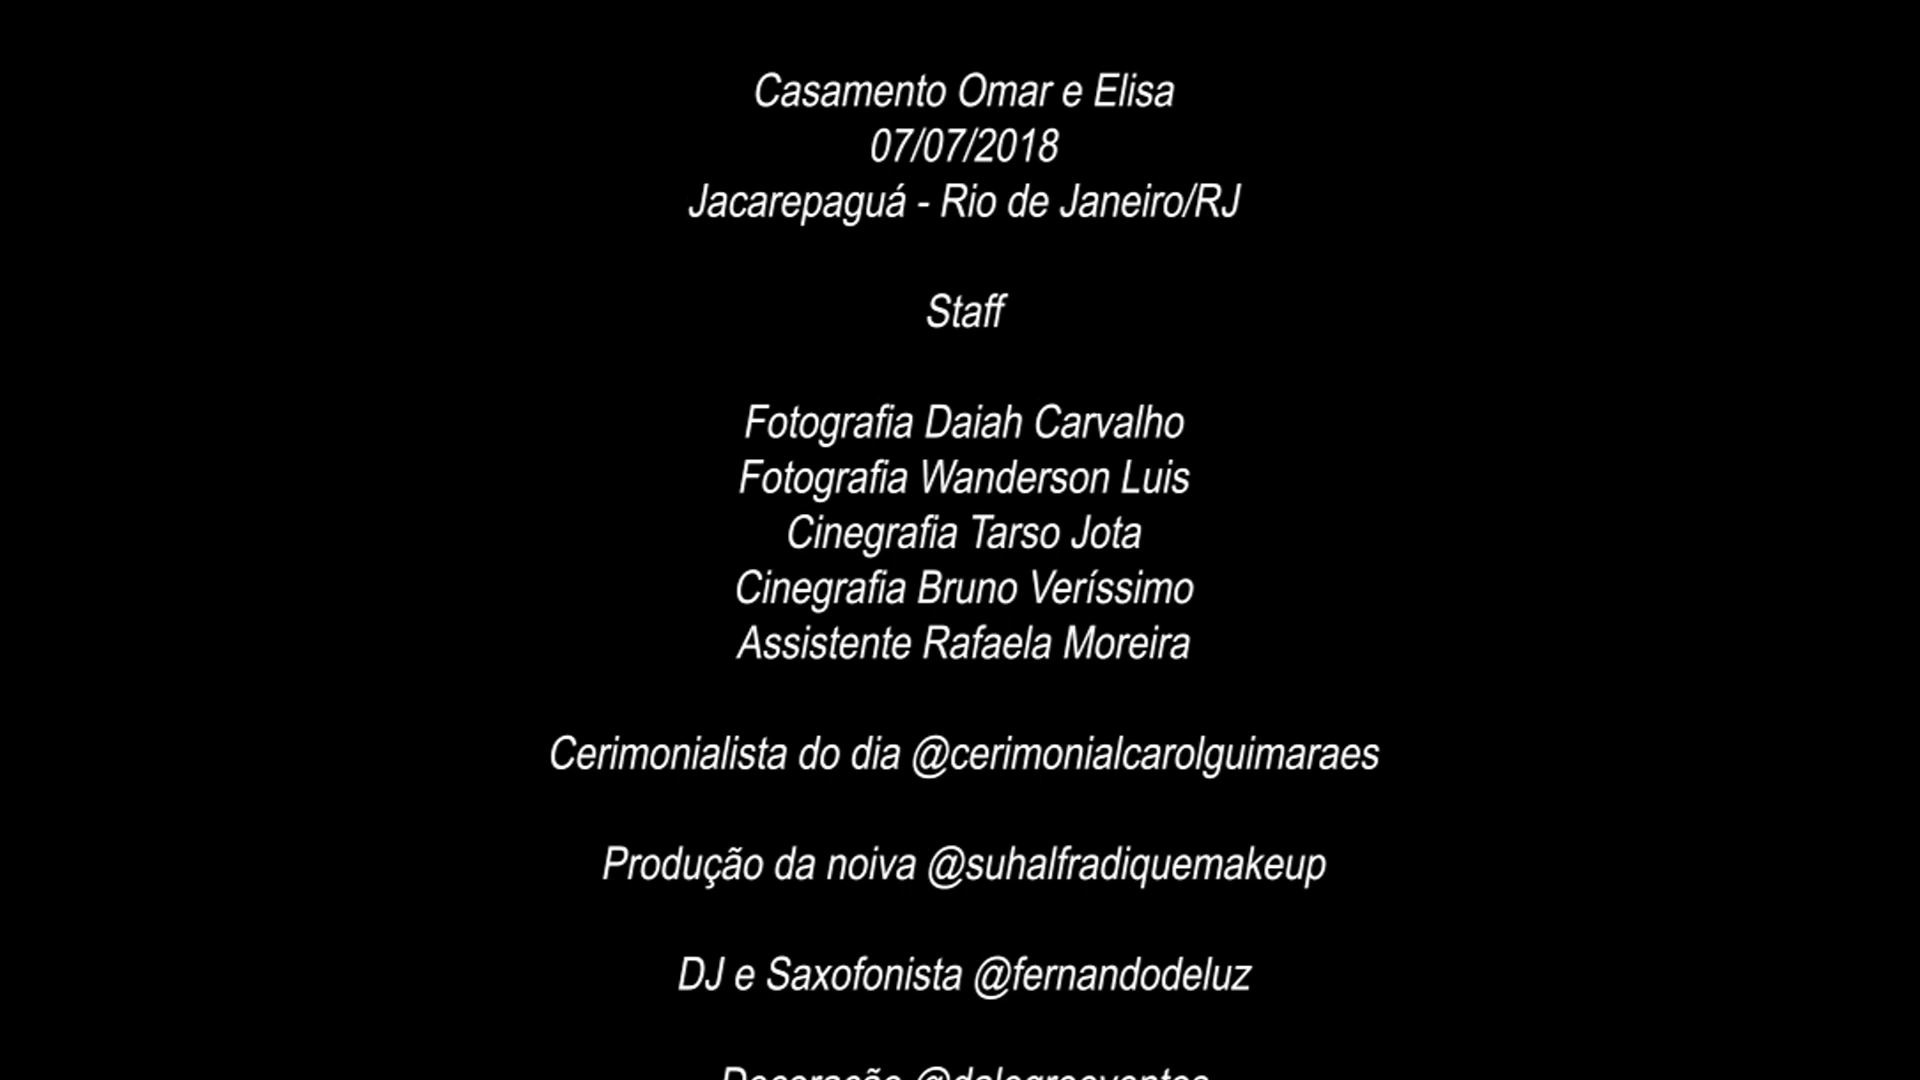 Casamento Omar e Elisa
07/07/2018
Jacarepaguá - Rio de Janeiro/RJ
Staff
Fotografia Daiah Carvalho
Fotografia Wanderson Luis
Cinegrafia Tarso Jota
Cinegrafia Bruno Veríssimo
Assistente Rafaela Moreira
Cerimonialista do dia @cerimonialcarolguimaraes
Produção da noiva @suhalfradiquemakeup
DJ e Saxofonista @fernandodeluz
Decoração